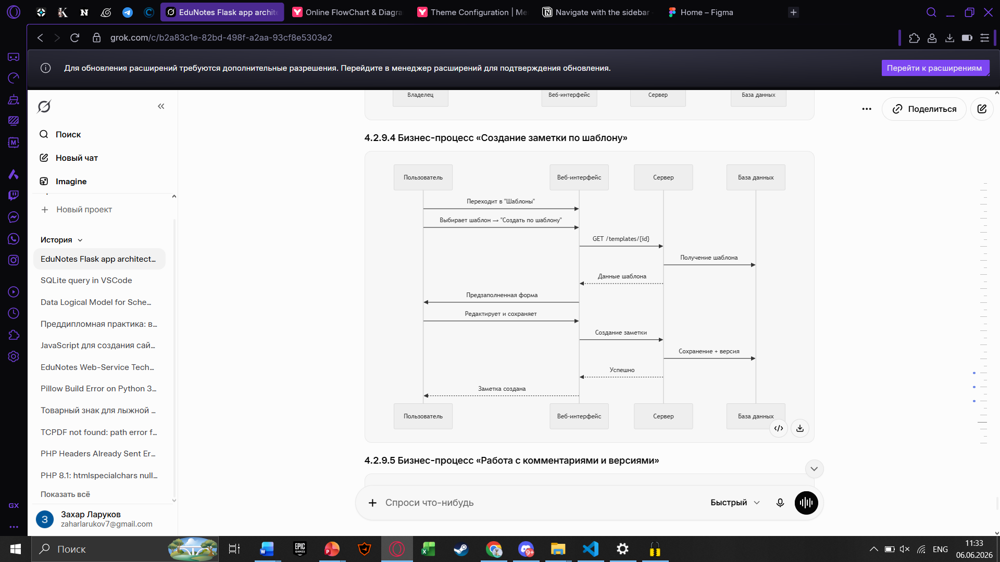 EduNotes Flask app archite
Online FlowChart & Diagra
Theme Configuration | Me
Navigate with the sidebar
Home – Figma
grok.com/c/b2a83c1e-82bd-498f-a2aa-93cf8e5303e2
Для обновления расширений требуются дополнительные разрешения. Перейдите в менеджер расширений для подтверждения обновления.
Перейти к расширениям
Поиск
Новый чат
Imagine
Новый проект
История
EduNotes Flask app architect...
SQLite query in VSCode
Data Logical Model for Sche...
Преддипломная практика: в...
JavaScript для создания сай...
EduNotes Web-Service Tech...
Pillow Build Error on Python 3...
Товарный знак для лыжной ...
TCPDF not found: path error f...
PHP Headers Already Sent Er...
PHP 8.1: htmlspecialchars null...
Показать всё
З
Захар Ларуков
zaharlarukov7@gmail.com
GX
Поделиться
Владелец
Веб-интерфейс
Сервер
База данных
4.2.9.4 Бизнес-процесс «Создание заметки по шаблону»
Пользователь
Веб-интерфейс
Сервер
База данных
Переходит в "Шаблоны"
Выбирает шаблон → "Создать по шаблону"
GET /templates/{id}
Получение шаблона
Данные шаблона
Предзаполненная форма
Редактирует и сохраняет
Создание заметки
Сохранение + версия
Успешно
Заметка создана
Пользователь
Веб-интерфейс
Сервер
База данных
4.2.9.5 Бизнес-процесс «Работа с комментариями и версиями»
Спроси что-нибудь
Быстрый
Поиск
EPIC GAMES
9+
ENG
11:33
06.06.2026